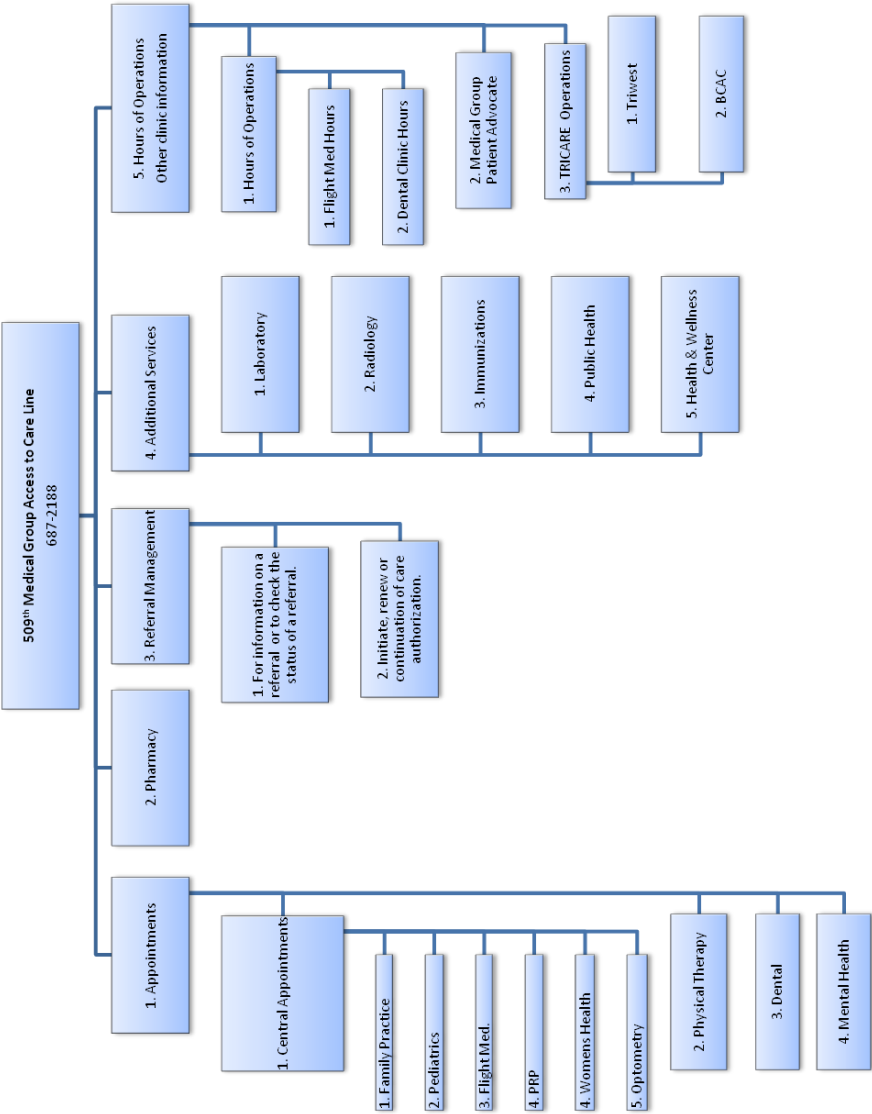 509th Medical Group Access to Care Line
687-2188
1. Appointments
1. Central Appointments
1. Family Practice
2. Pediatrics
3. Flight Med.
4. PRP
4. Womens Health
5. Optometry
2. Physical Therapy
3. Dental
4. Mental Health
2. Pharmacy
3. Referral Management
1. For information on a
referral or to check the
status of a referral.
2. Initiate, renew or
continuation of care
authorization.
4. Additional Services
1. Laboratory
2. Radiology
3. Immunizations
4. Public Health
5. Health & Wellness
Center
5. Hours of Operations
Other clinic information
1. Hours of Operations
1. Flight Med Hours
2. Dental Clinic Hours
2. Medical Group
Patient Advocate
3. TRICARE Operations
1. Triwest
2. BCAC